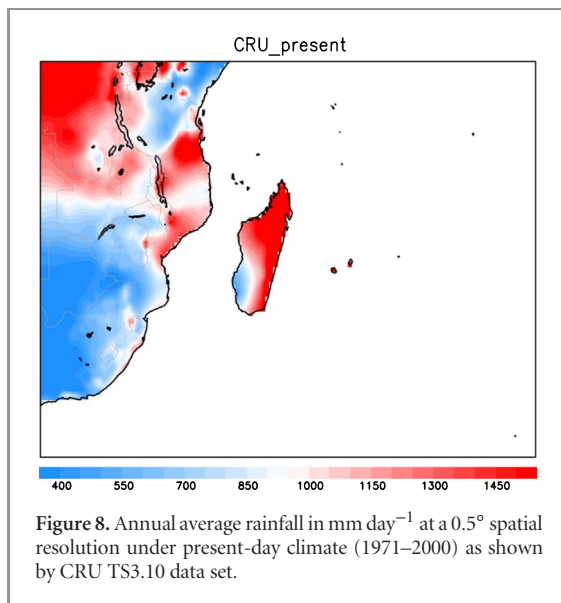 CRU_present
400 550 700 850 1000 1150 1300 1450
Figure 8. Annual average rainfall in mm day⁻¹ at a 0.5° spatial
resolution under present-day climate (1971–2000) as shown
by CRU TS3.10 data set.